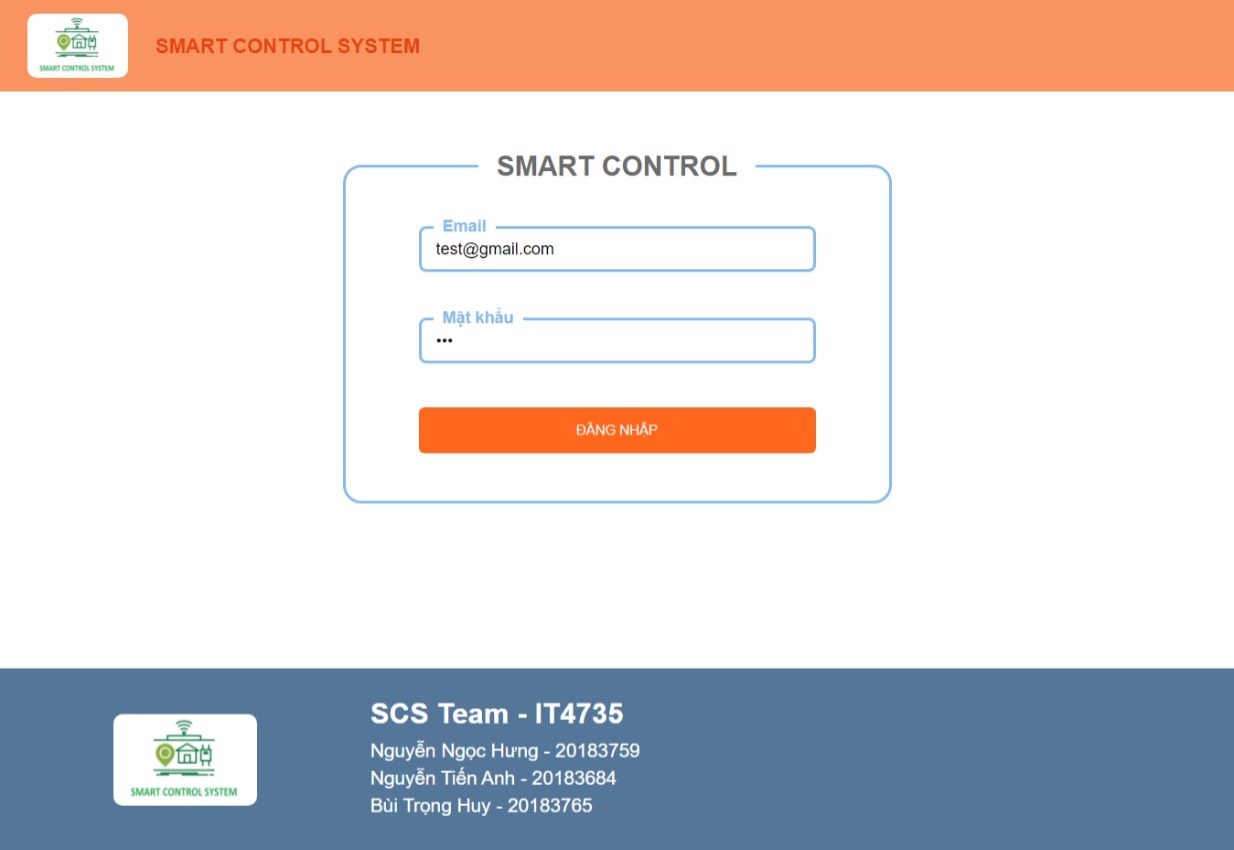 SMART CONTROL SYSTEM
SMART CONTROL SYSTEM
SMART CONTROL
Email
test@gmail.com
Mật khẩu
•••
ĐĂNG NHẬP
SMART CONTROL SYSTEM
SCS Team - IT4735
Nguyễn Ngọc Hưng - 20183759
Nguyễn Tiến Anh - 20183684
Bùi Trọng Huy - 20183765